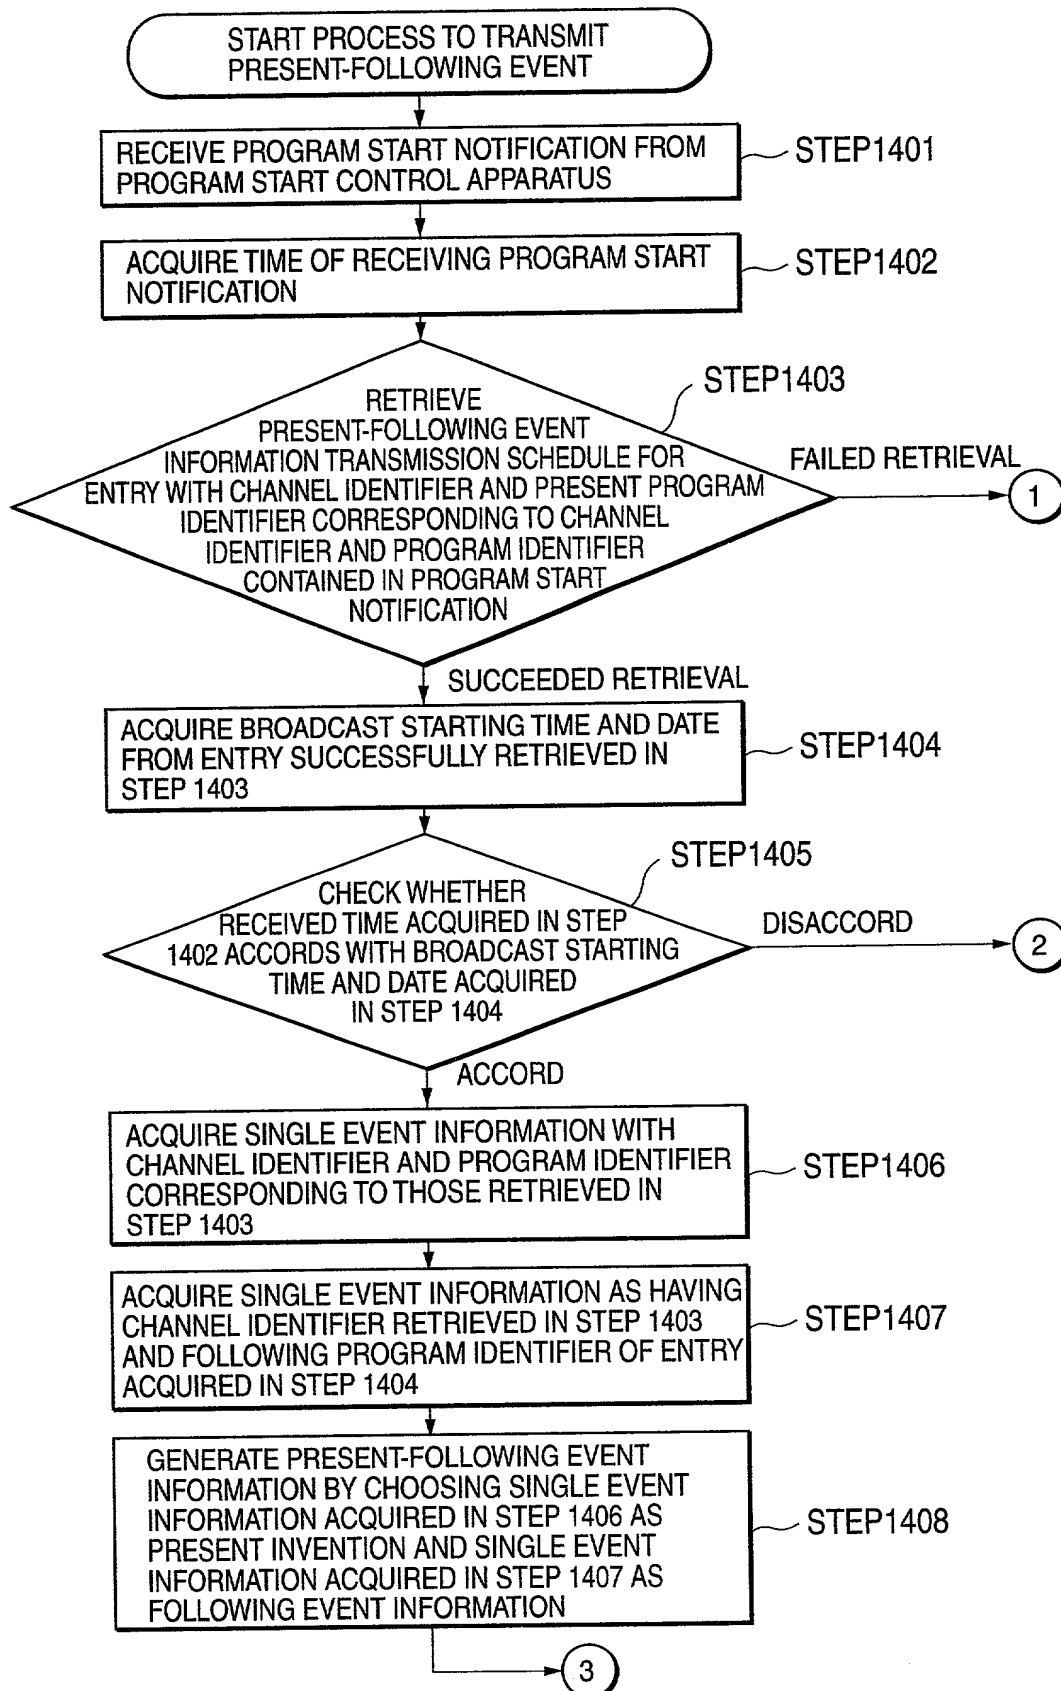 START PROCESS TO TRANSMIT
PRESENT-FOLLOWING EVENT
RECEIVE PROGRAM START NOTIFICATION FROM
PROGRAM START CONTROL APPARATUS
STEP1401
ACQUIRE TIME OF RECEIVING PROGRAM START
NOTIFICATION
STEP1402
STEP1403
RETRIEVE
PRESENT-FOLLOWING EVENT
INFORMATION TRANSMISSION SCHEDULE FOR
ENTRY WITH CHANNEL IDENTIFIER AND PRESENT PROGRAM
IDENTIFIER CORRESPONDING TO CHANNEL
IDENTIFIER AND PROGRAM IDENTIFIER
CONTAINED IN PROGRAM START
NOTIFICATION
FAILED RETRIEVAL
1
SUCCEEDED RETRIEVAL
ACQUIRE BROADCAST STARTING TIME AND DATE
FROM ENTRY SUCCESSFULLY RETRIEVED IN
STEP 1403
STEP1404
STEP1405
CHECK WHETHER
RECEIVED TIME ACQUIRED IN STEP
1402 ACCORDS WITH BROADCAST STARTING
TIME AND DATE ACQUIRED
IN STEP 1404
DISACCORD
2
ACCORD
ACQUIRE SINGLE EVENT INFORMATION WITH
CHANNEL IDENTIFIER AND PROGRAM IDENTIFIER
CORRESPONDING TO THOSE RETRIEVED IN
STEP 1403
STEP1406
ACQUIRE SINGLE EVENT INFORMATION AS HAVING
CHANNEL IDENTIFIER RETRIEVED IN STEP 1403
AND FOLLOWING PROGRAM IDENTIFIER OF ENTRY
ACQUIRED IN STEP 1404
STEP1407
GENERATE PRESENT-FOLLOWING EVENT
INFORMATION BY CHOOSING SINGLE EVENT
INFORMATION ACQUIRED IN STEP 1406 AS
PRESENT INVENTION AND SINGLE EVENT
INFORMATION ACQUIRED IN STEP 1407 AS
FOLLOWING EVENT INFORMATION
STEP1408
3